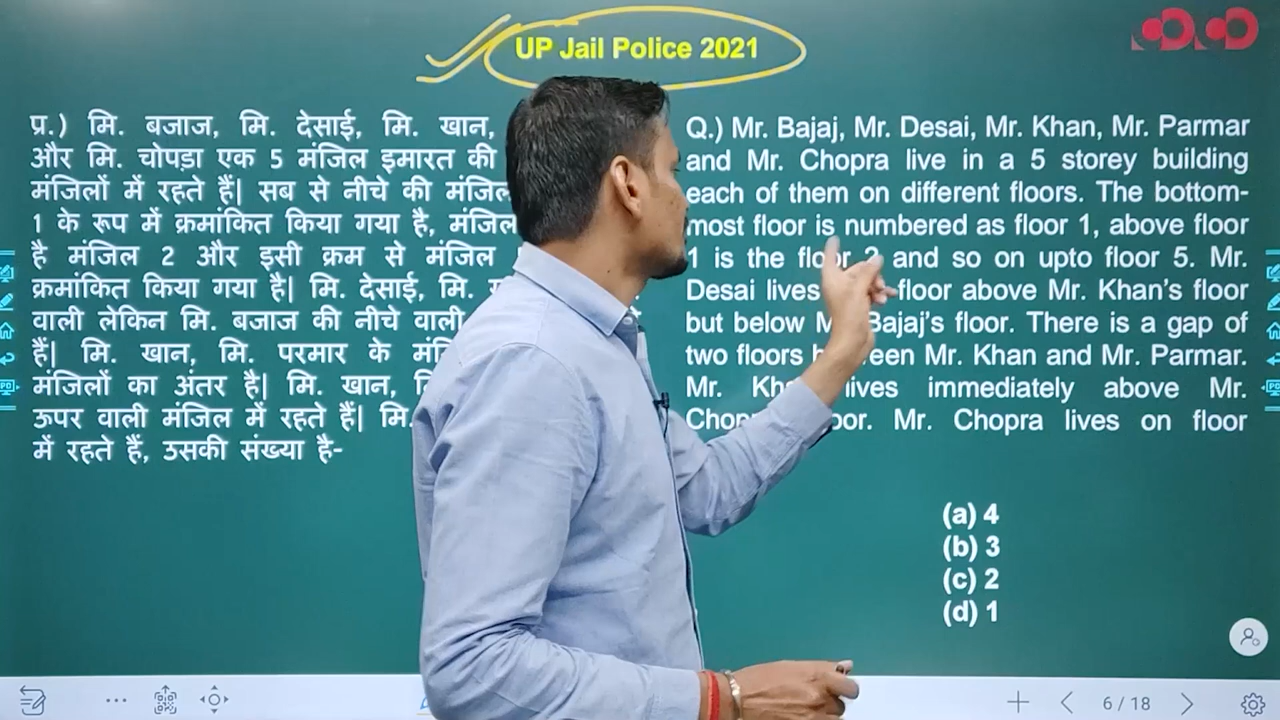 UP Jail Police 2021
प्र.) मि. बजाज, मि. देसाई, मि. खान,
और मि. चोपडा एक 5 मंजिल इमारत की
मंजिलों में रहते हैं| सब से नीचे की मंजिल
1 के रूप में क्रमांकित किया गया है, मंजिल
है मंजिल 2 और इसी क्रम से मंजिल
क्रमांकित किया गया है| मि. देसाई, मि.
वाली लेकिन मि. बजाज की नीचे वाली
हैं| मि. खान, मि. परमार के
मंजिलों का अंतर है| मि. खान,
ऊपर वाली मंजिल में रहते हैं| मि.
में रहते हैं, उसकी संख्या है-
Q.) Mr. Bajaj, Mr. Desai, Mr. Khan, Mr. Parmar
and Mr. Chopra live in a 5 storey building
each of them on different floors. The bottom-
most floor is numbered as floor 1, above floor
1 is the floor 2 and so on upto floor 5. Mr.
Desai lives floor above Mr. Khan's floor
but below Bajaj's floor. There is a gap of
two floors Mr. Khan and Mr. Parmar.
Mr. lives immediately above Mr.
Mr. Chopra lives on floor
(a) 4
(b) 3
(c) 2
(d) 1
6 / 18